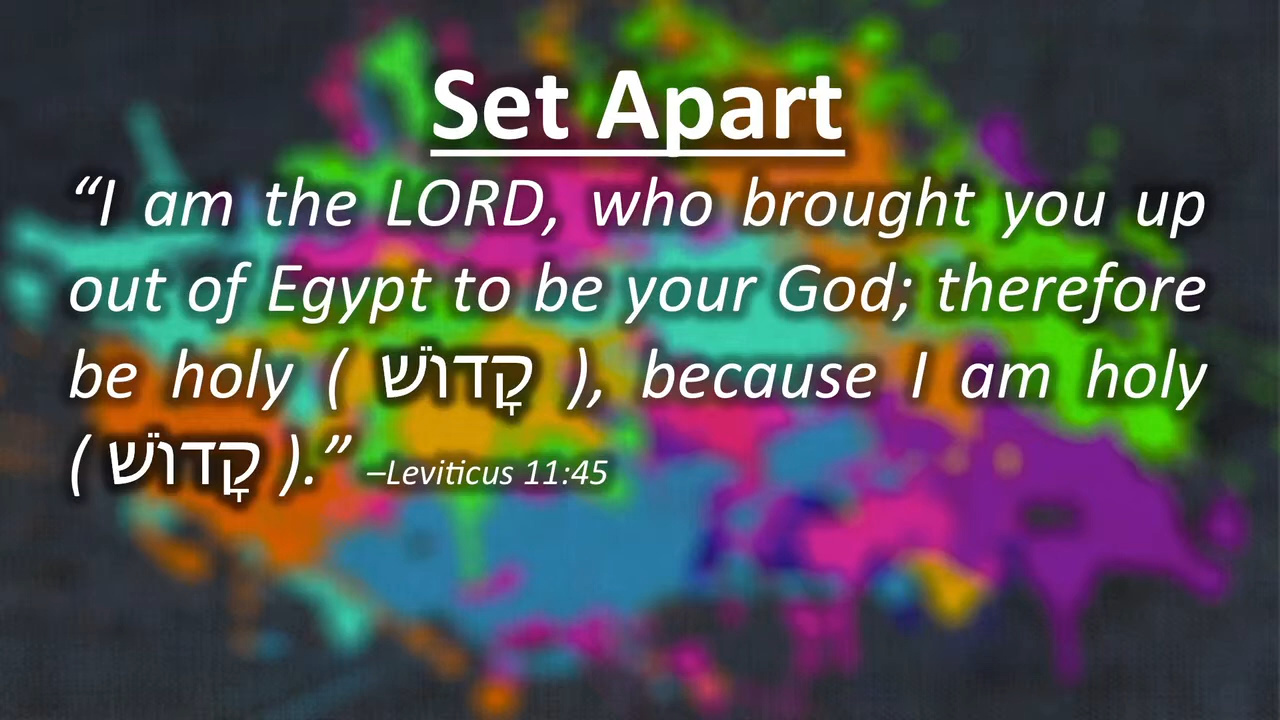 Set Apart
“I am the LORD, who brought you up
out of Egypt to be your God; therefore
be holy ( קָדוֹשׁ ), because I am holy
( קָדוֹשׁ ).” –Leviticus 11:45